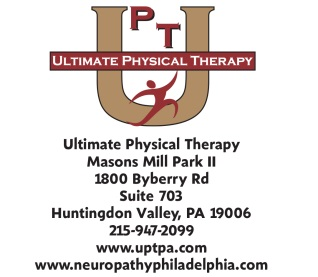 U PT
ULTIMATE PHYSICAL THERAPY
Ultimate Physical Therapy
Masons Mill Park II
1800 Byberry Rd
Suite 703
Huntingdon Valley, PA 19006
215-947-2099
www.uptpa.com
www.neuropathyphiladelphia.com